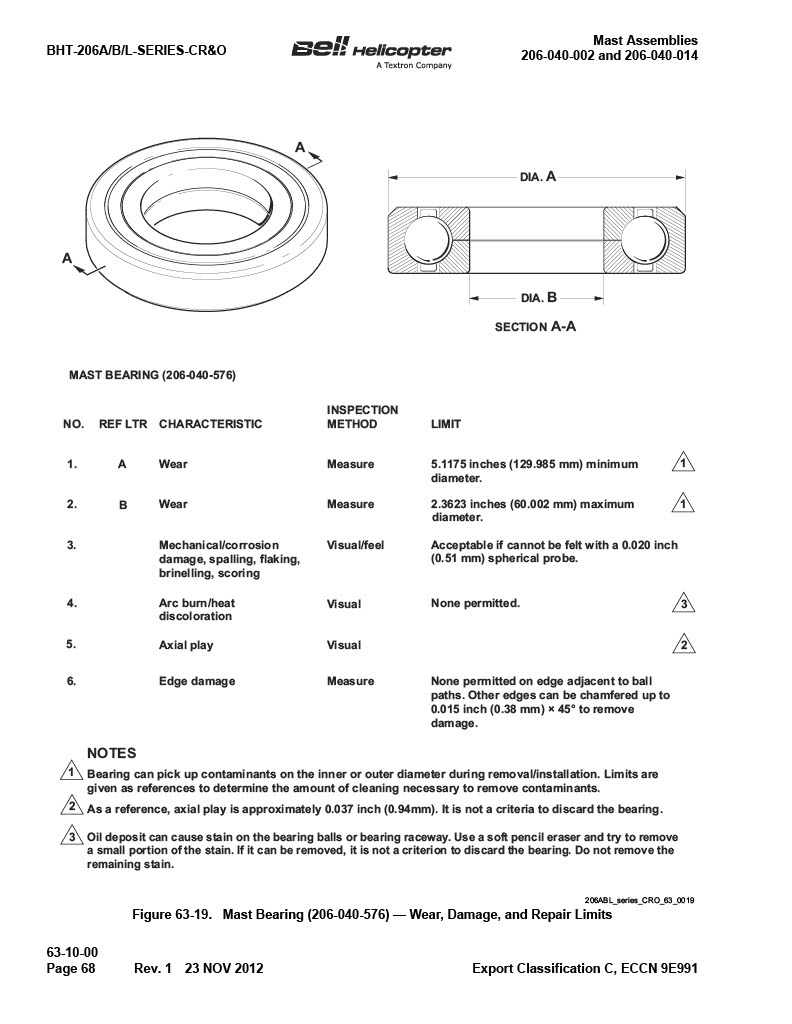 BHT-206A/B/L-SERIES-CR&O
Bell Helicopter
A Textron Company
Mast Assemblies
206-040-002 and 206-040-014
A
A
DIA. A
DIA. B
SECTION A-A
MAST BEARING (206-040-576)
NO. REF LTR CHARACTERISTIC INSPECTION METHOD LIMIT
1. A Wear Measure 5.1175 inches (129.985 mm) minimum 1
diameter.
2. B Wear Measure 2.3623 inches (60.002 mm) maximum 1
diameter.
3. Mechanical/corrosion Visual/feel Acceptable if cannot be felt with a 0.020 inch
damage, spalling, flaking, (0.51 mm) spherical probe.
brinelling, scoring
4. Arc burn/heat Visual None permitted. 3
discoloration
5. Axial play Visual 2
6. Edge damage Measure None permitted on edge adjacent to ball
paths. Other edges can be chamfered up to
0.015 inch (0.38 mm) × 45° to remove
damage.
NOTES
1 Bearing can pick up contaminants on the inner or outer diameter during removal/installation. Limits are
given as references to determine the amount of cleaning necessary to remove contaminants.
2 As a reference, axial play is approximately 0.037 inch (0.94mm). It is not a criteria to discard the bearing.
3 Oil deposit can cause stain on the bearing balls or bearing raceway. Use a soft pencil eraser and try to remove
a small portion of the stain. If it can be removed, it is not a criterion to discard the bearing. Do not remove the
remaining stain.
206ABL_series_CRO_63_0019
Figure 63-19. Mast Bearing (206-040-576) — Wear, Damage, and Repair Limits
63-10-00
Page 68 Rev. 1 23 NOV 2012 Export Classification C, ECCN 9E991